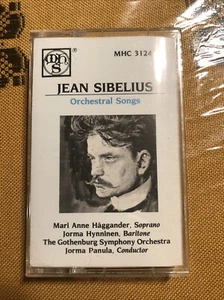 mhs
®
MHC 3124
JEAN SIBELIUS
Orchestral Songs
Mari Anne Häggander, Soprano
Jorma Hynninen, Baritone
The Gothenburg Symphony Orchestra
Jorma Panula, Conductor